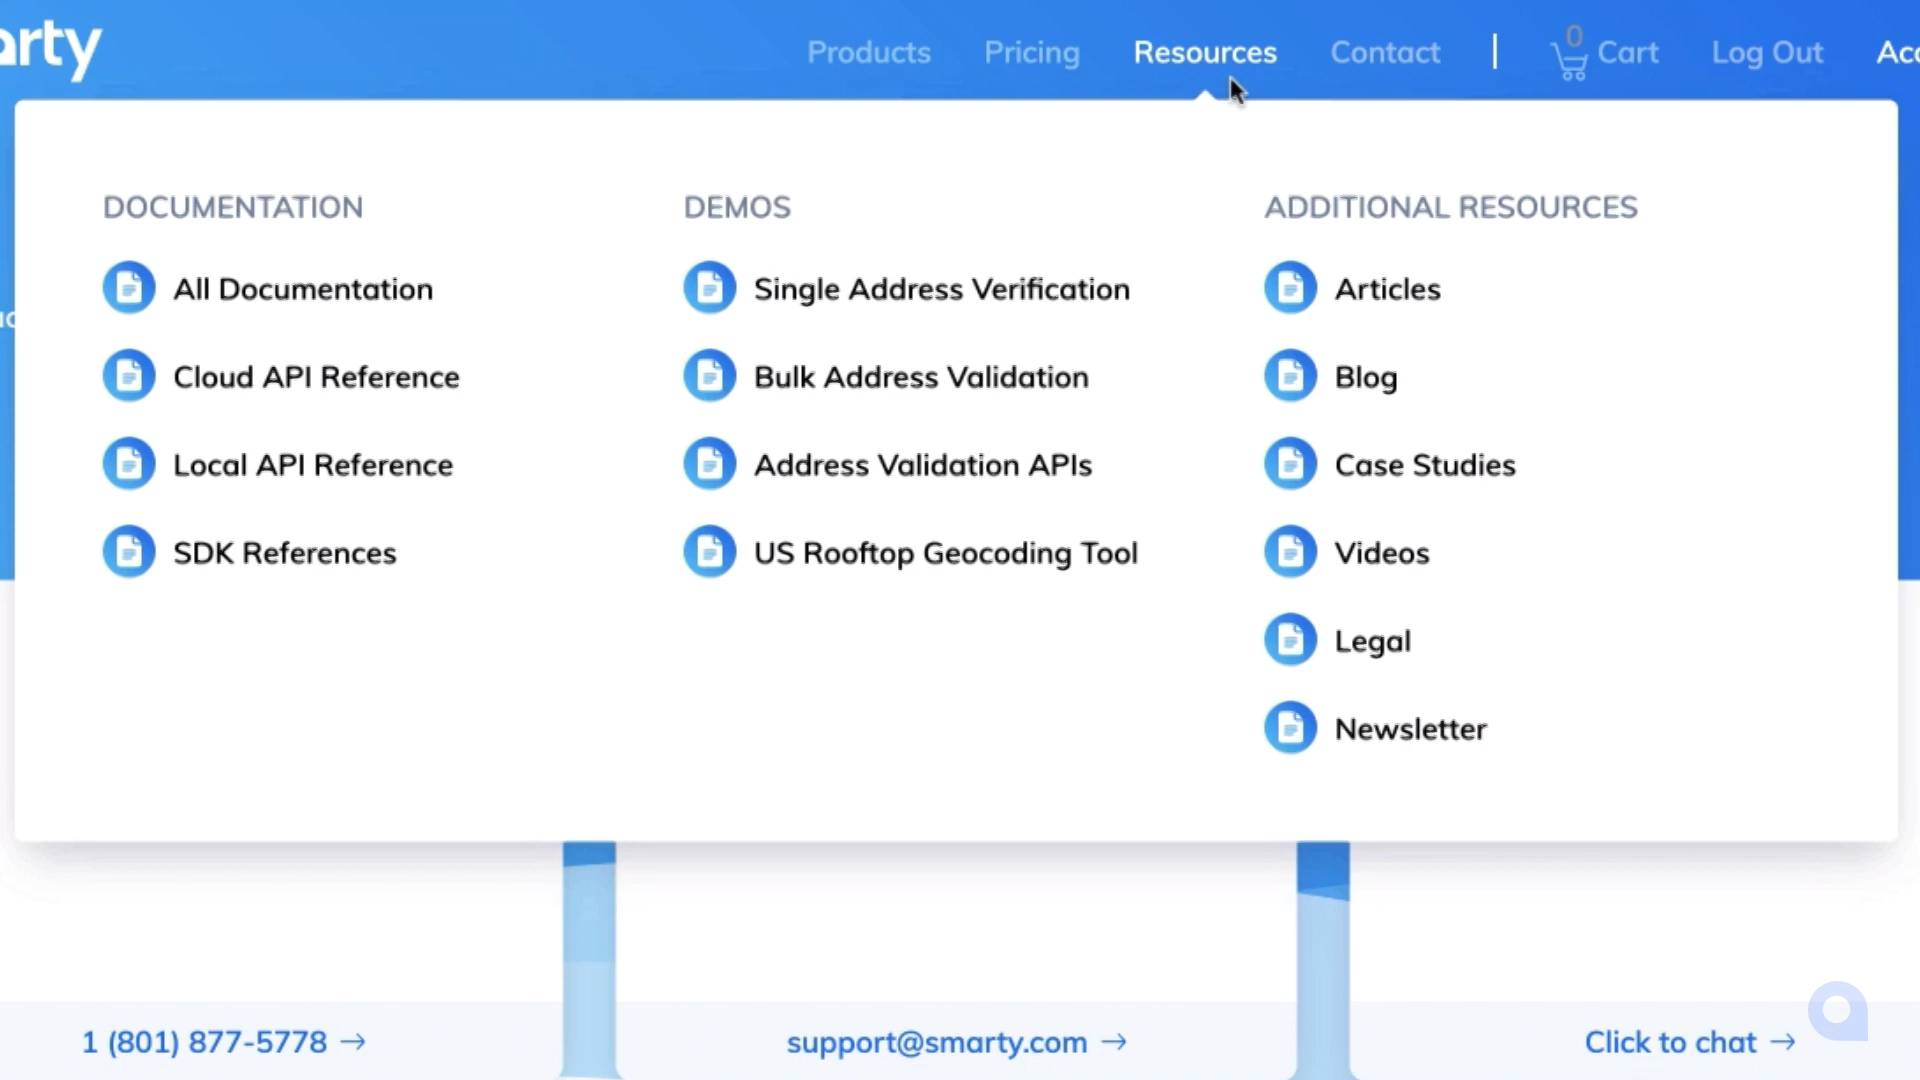 arty
Products Pricing Resources Contact | 0 Cart Log Out Acc
DOCUMENTATION
All Documentation
Cloud API Reference
Local API Reference
SDK References
DEMOS
Single Address Verification
Bulk Address Validation
Address Validation APIs
US Rooftop Geocoding Tool
ADDITIONAL RESOURCES
Articles
Blog
Case Studies
Videos
Legal
Newsletter
1 (801) 877-5778 →
support@smarty.com →
Click to chat →